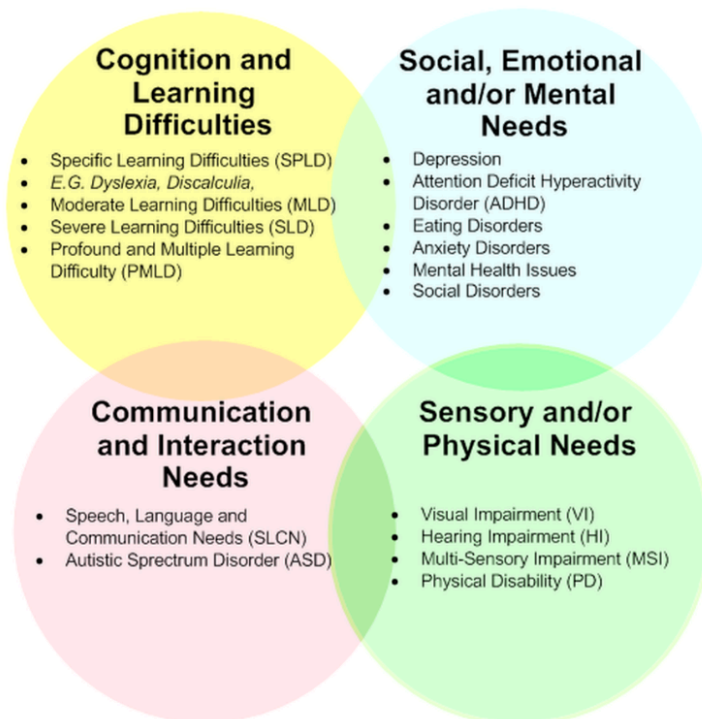 Cognition and
Learning
Difficulties
• Specific Learning Difficulties (SPLD)
• E.G. Dyslexia, Discalculia,
• Moderate Learning Difficulties (MLD)
• Severe Learning Difficulties (SLD)
• Profound and Multiple Learning
Difficulty (PMLD)
Social, Emotional
and/or Mental
Needs
• Depression
• Attention Deficit Hyperactivity
Disorder (ADHD)
• Eating Disorders
• Anxiety Disorders
• Mental Health Issues
• Social Disorders
Communication
and Interaction
Needs
• Speech, Language and
Communication Needs (SLCN)
• Autistic Sprectrum Disorder (ASD)
Sensory and/or
Physical Needs
• Visual Impairment (VI)
• Hearing Impairment (HI)
• Multi-Sensory Impairment (MSI)
• Physical Disability (PD)